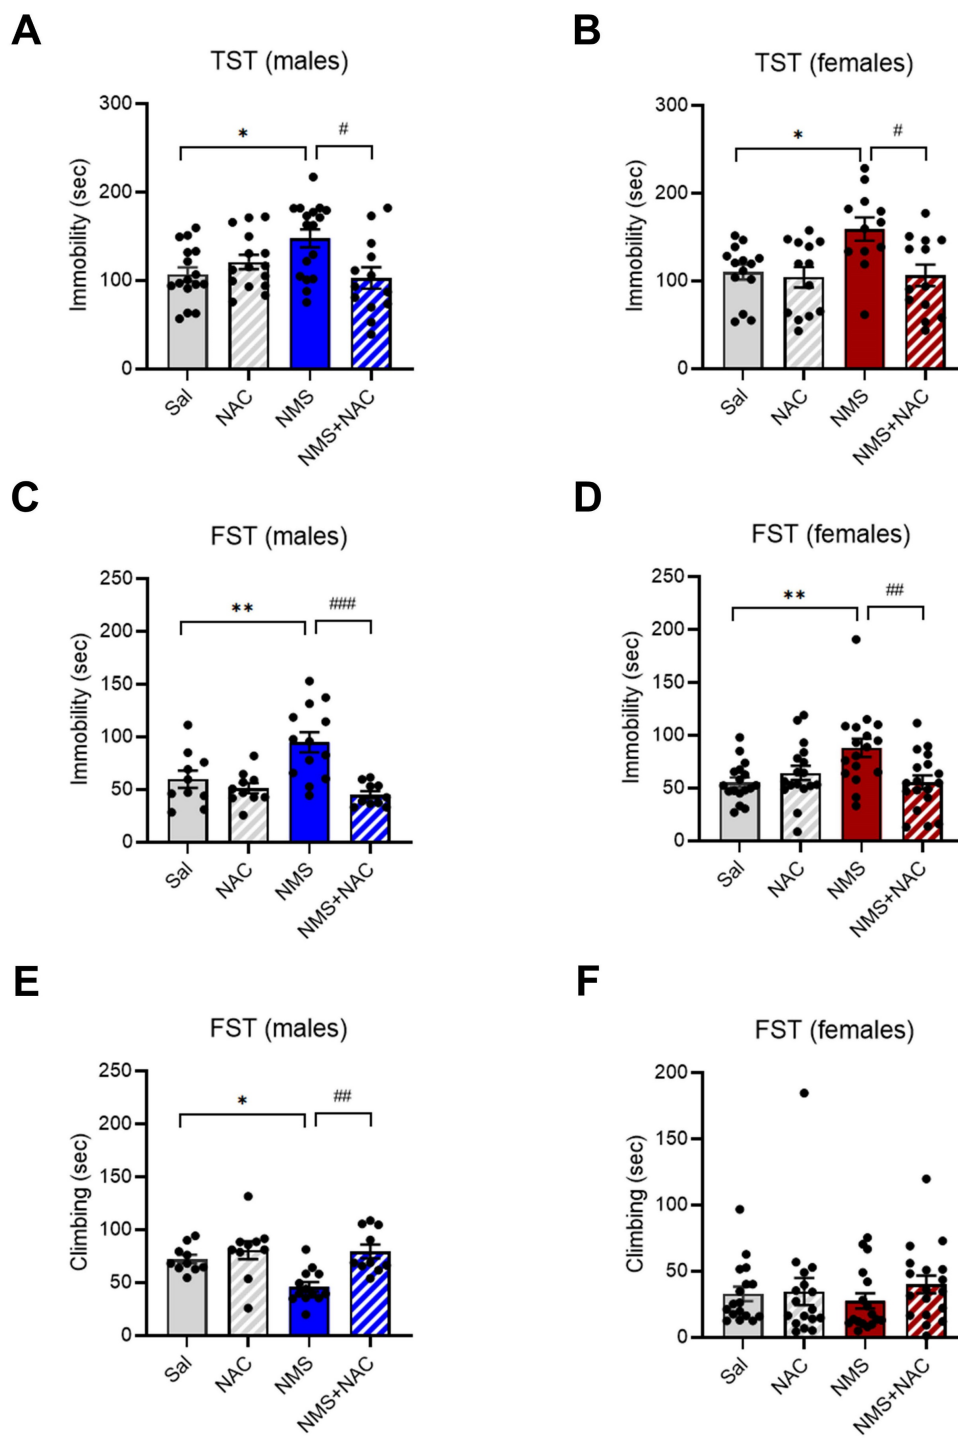 A
B
TST (males)
TST (females)
Immobility (sec)
300
200
100
0
*
#
Sal
NAC
NMS
NMS+NAC
Immobility (sec)
300
200
100
0
*
#
Sal
NAC
NMS
NMS+NAC
C
D
FST (males)
FST (females)
Immobility (sec)
250
200
150
100
50
0
**
###
Sal
NAC
NMS
NMS+NAC
Immobility (sec)
250
200
150
100
50
0
**
##
Sal
NAC
NMS
NMS+NAC
E
F
FST (males)
FST (females)
Climbing (sec)
250
200
150
100
50
0
*
##
Sal
NAC
NMS
NMS+NAC
Climbing (sec)
200
150
100
50
0
Sal
NAC
NMS
NMS+NAC